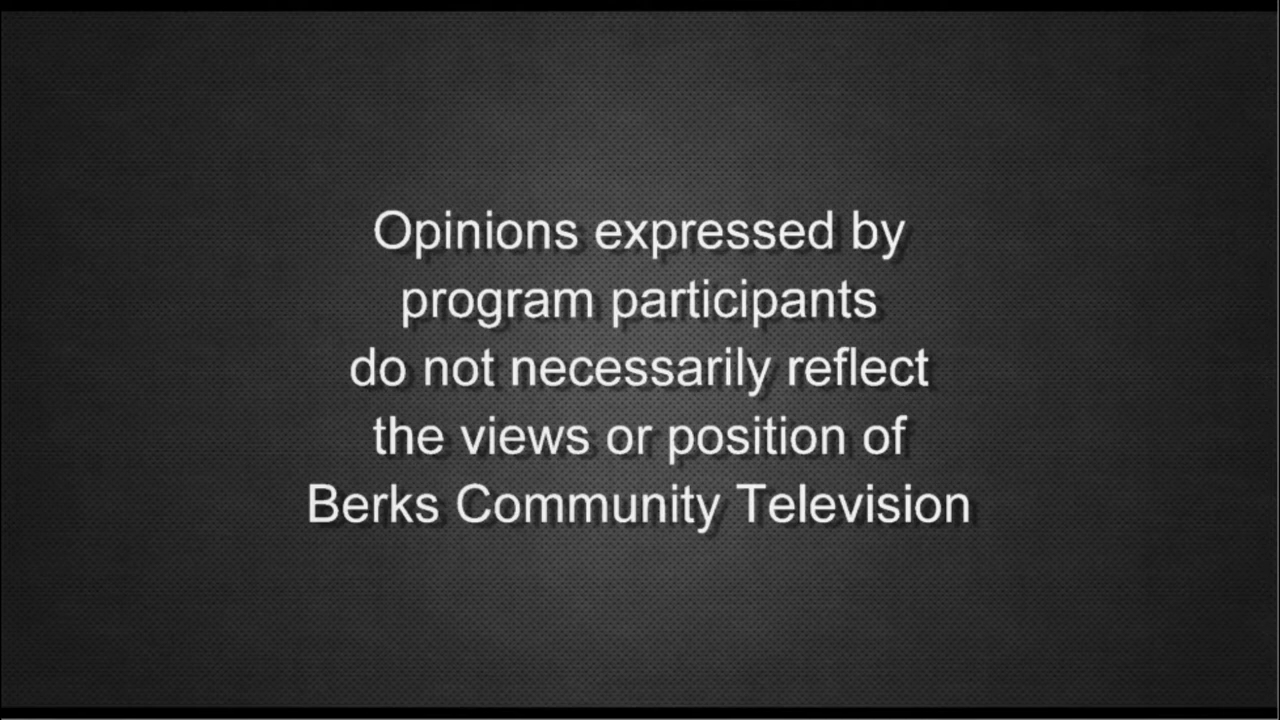 Opinions expressed by
program participants
do not necessarily reflect
the views or position of
Berks Community Television